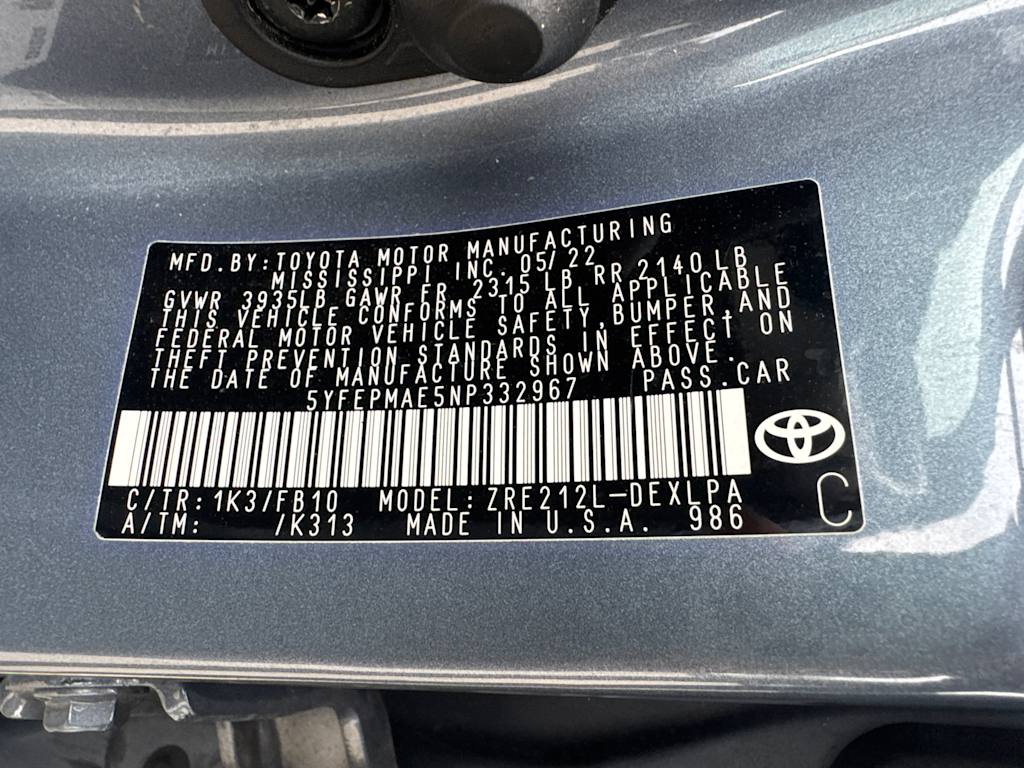 MFD.BY:TOYOTA MOTOR MANUFACTURING
MISSISSIPPI INC. 05/22
GVWR 3935LB GAWR FR 2315 LB RR 2140 LB
THIS VEHICLE CONFORMS TO ALL APPLICABLE
FEDERAL MOTOR VEHICLE SAFETY,BUMPER,AND
THEFT PREVENTION STANDARDS IN EFFECT ON
THE DATE OF MANUFACTURE SHOWN ABOVE.
5YFEPMAE5NP332967 PASS.CAR
C/TR:1K3/FB10 MODEL:ZRE212L-DEXLPA
A/TM: /K313 MADE IN U.S.A. 986
C